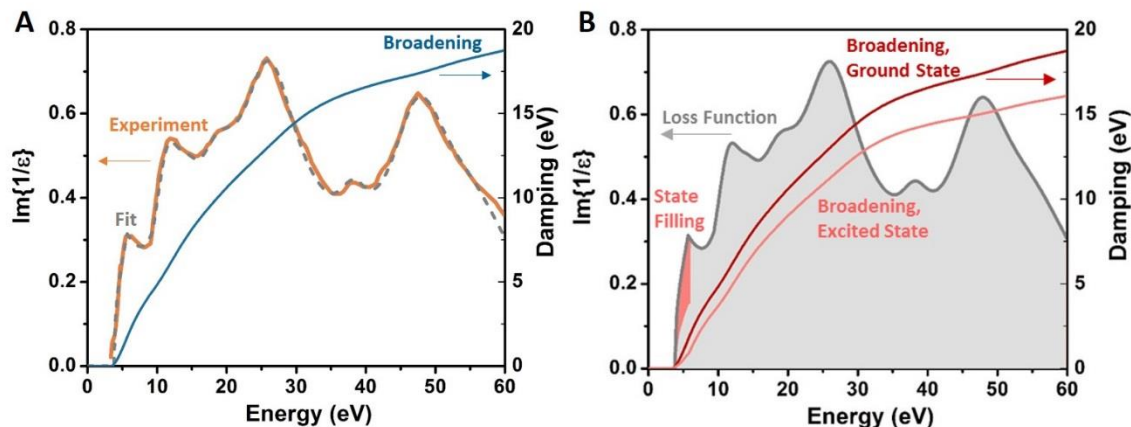 A
0.8
0.6
0.4
0.2
0.0
Im{1/ε}
Experiment
Fit
Broadening
20
15
10
5
0
Damping (eV)
0 10 20 30 40 50 60
Energy (eV)
B
0.8
0.6
0.4
0.2
0.0
Im{1/ε}
Loss Function
State
Filling
Broadening,
Ground State
Broadening,
Excited State
20
15
10
5
0
Damping (eV)
0 10 20 30 40 50 60
Energy (eV)